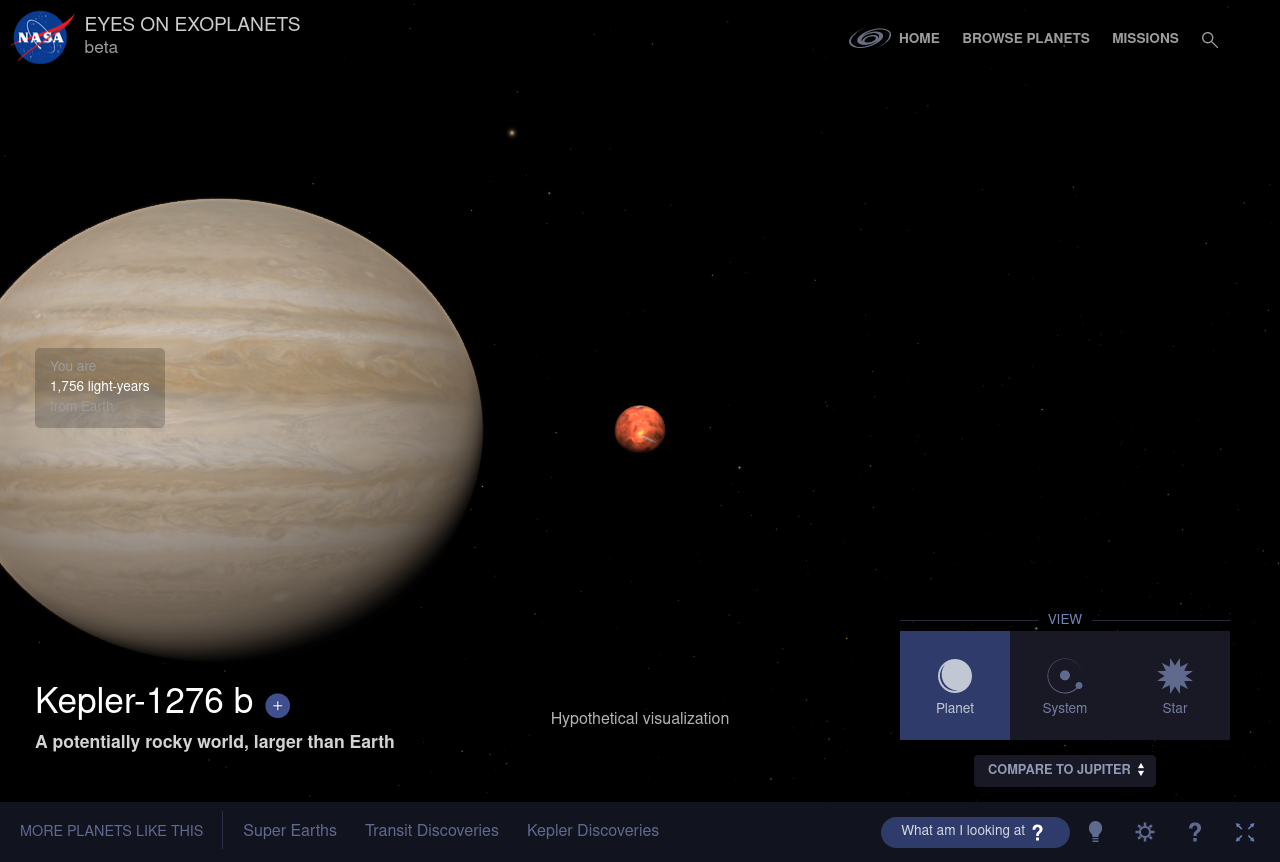 NASA
EYES ON EXOPLANETS
beta
HOME
BROWSE PLANETS
MISSIONS
You are
1,756 light-years
from Earth
Kepler-1276 b +
A potentially rocky world, larger than Earth
Hypothetical visualization
VIEW
Planet
System
Star
COMPARE TO JUPITER
MORE PLANETS LIKE THIS
Super Earths
Transit Discoveries
Kepler Discoveries
What am I looking at ?
?